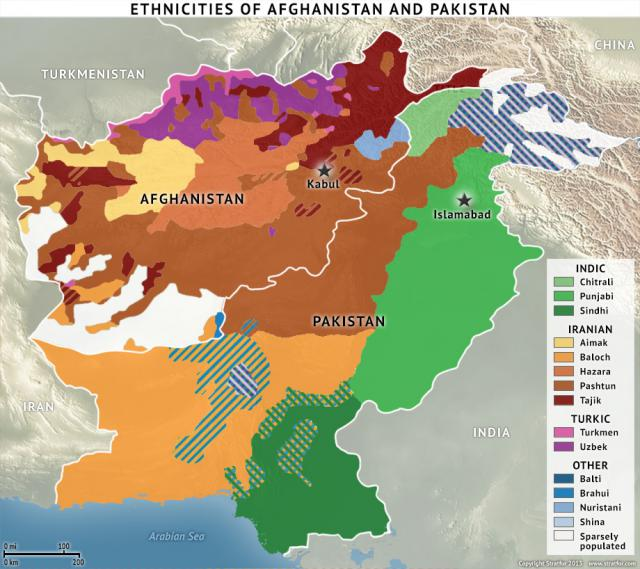 ETHNICITIES OF AFGHANISTAN AND PAKISTAN
CHINA
TURKMENISTAN
Kabul
AFGHANISTAN
Islamabad
PAKISTAN
IRAN
INDIA
Arabian Sea
INDIC
Chitrali
Punjabi
Sindhi
IRANIAN
Aimak
Baloch
Hazara
Pashtun
Tajik
TURKIC
Turkmen
Uzbek
OTHER
Balti
Brahui
Nuristani
Shina
Sparsely
populated
0 mi 100
0 km 200
Copyright Stratfor 2015 www.stratfor.com